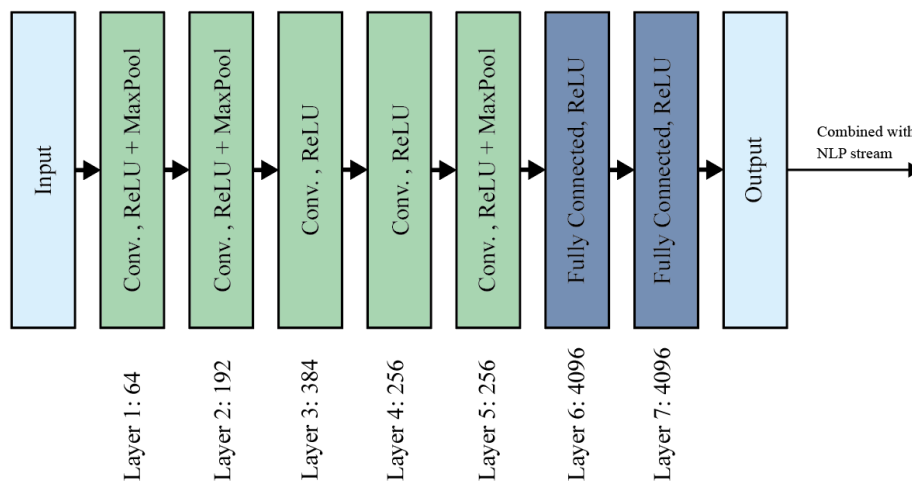 Input
Conv. , ReLU + MaxPool
Conv. , ReLU + MaxPool
Conv. , ReLU
Conv. , ReLU
Conv. , ReLU + MaxPool
Fully Connected, ReLU
Fully Connected, ReLU
Output
Combined with
NLP stream
Layer 1: 64
Layer 2: 192
Layer 3: 384
Layer 4: 256
Layer 5: 256
Layer 6: 4096
Layer 7: 4096